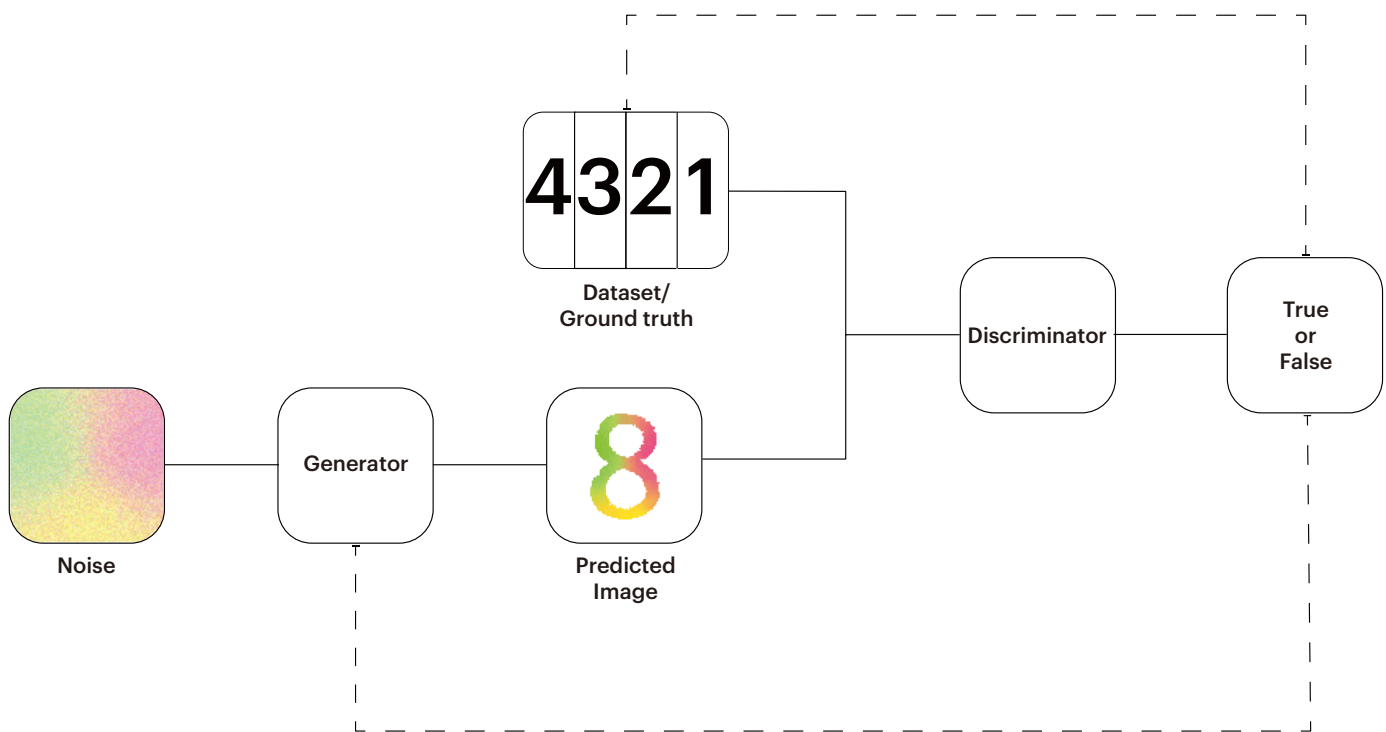 4321
Dataset/
Ground truth
Discriminator
True
or
False
Noise
Generator
8
Predicted
Image